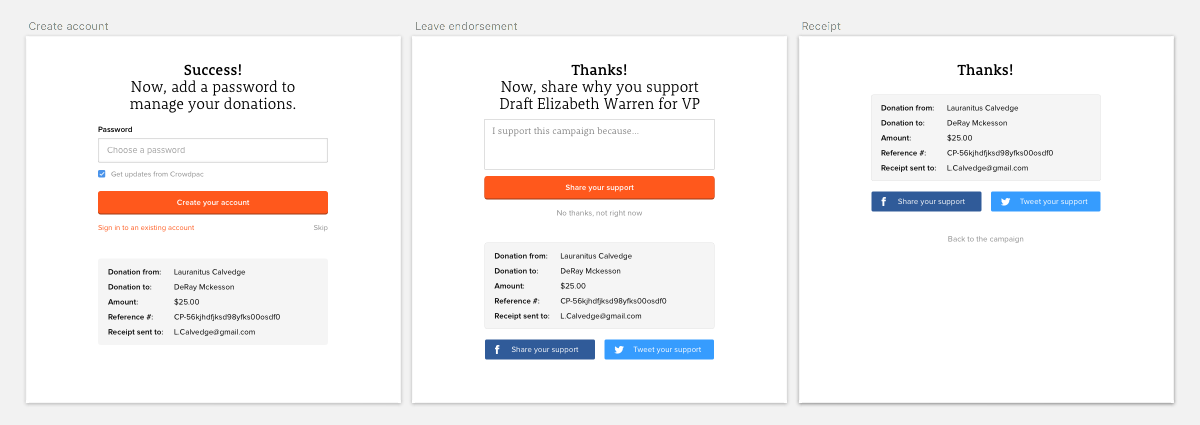 Create account
Success!
Now, add a password to
manage your donations.
Password
Choose a password
Get updates from Crowdpac
Create your account
Sign in to an existing account Skip
Donation from: Lauranitus Calvedge
Donation to: DeRay Mckesson
Amount: $25.00
Reference #: CP-56kjhdfjksd98yfks00osdf0
Receipt sent to: L.Calvedge@gmail.com
Leave endorsement
Thanks!
Now, share why you support
Draft Elizabeth Warren for VP
I support this campaign because...
Share your support
No thanks, not right now
Donation from: Lauranitus Calvedge
Donation to: DeRay Mckesson
Amount: $25.00
Reference #: CP-56kjhdfjksd98yfks00osdf0
Receipt sent to: L.Calvedge@gmail.com
Share your support Tweet your support
Receipt
Thanks!
Donation from: Lauranitus Calvedge
Donation to: DeRay Mckesson
Amount: $25.00
Reference #: CP-56kjhdfjksd98yfks00osdf0
Receipt sent to: L.Calvedge@gmail.com
Share your support Tweet your support
Back to the campaign